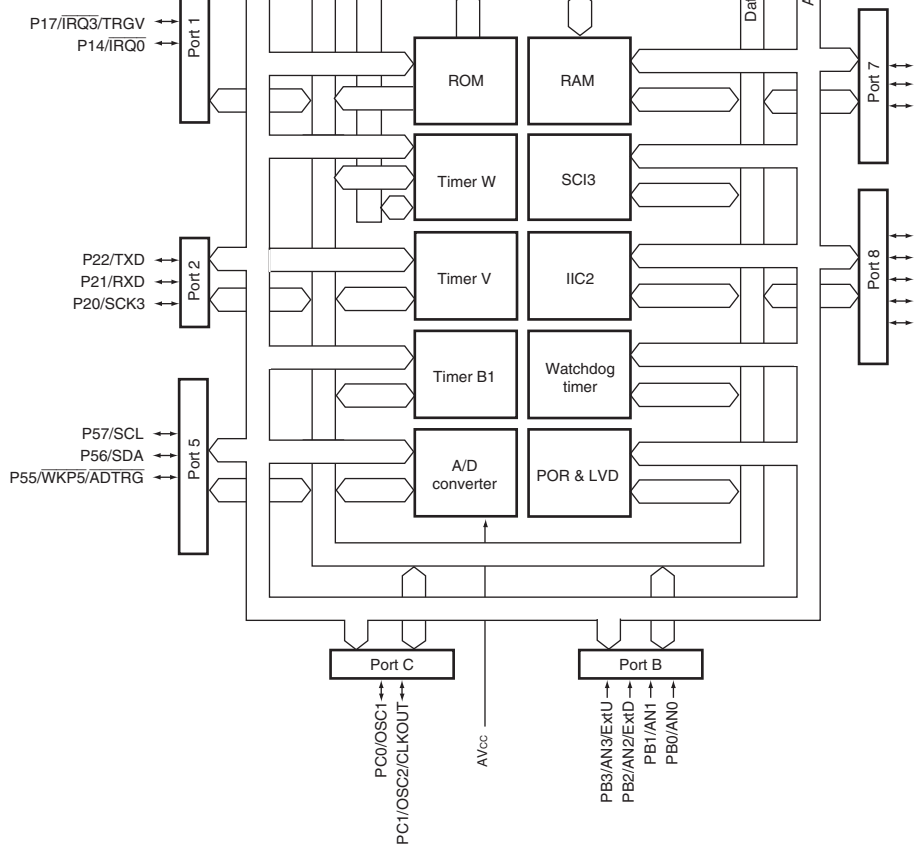 P17/IRQ3/TRGV
P14/IRQ0
Port 1
ROM
RAM
Port 7
Timer W
SCI3
P22/TXD
P21/RXD
P20/SCK3
Port 2
Timer V
IIC2
Port 8
Timer B1
Watchdog
timer
P57/SCL
P56/SDA
P55/WKP5/ADTRG
Port 5
A/D
converter
POR & LVD
Port C
Port B
PC0/OSC1
PC1/OSC2/CLKOUT
AVCC
PB3/AN3/ExtU
PB2/AN2/ExtD
PB1/AN1
PB0/AN0